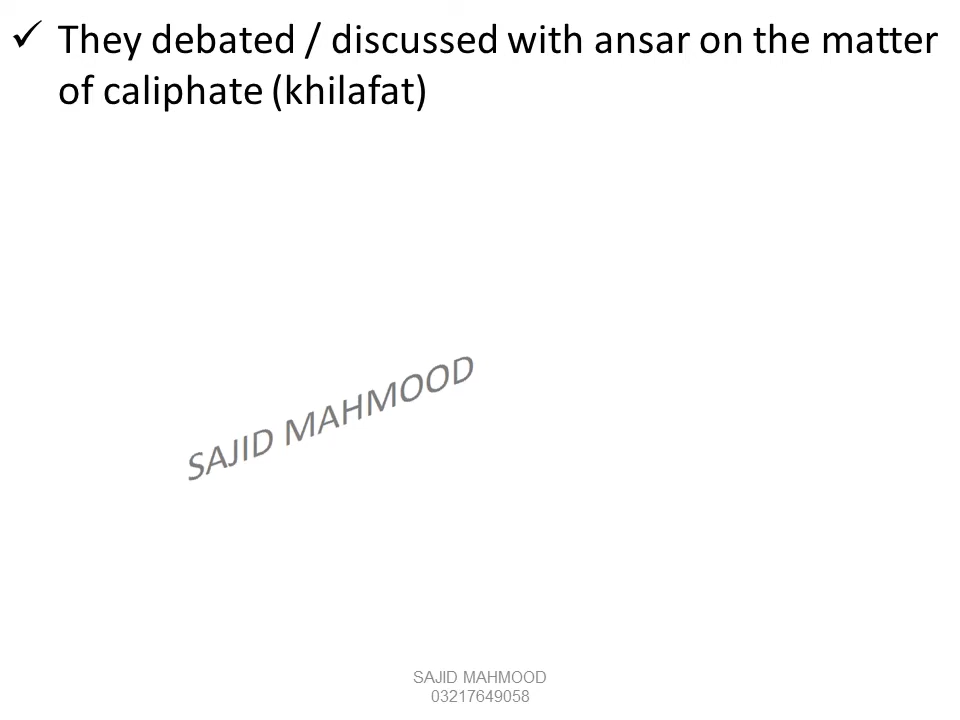 ✓ They debated / discussed with ansar on the matter
of caliphate (khilafat)
SAJID MAHMOOD
SAJID MAHMOOD
03217649058